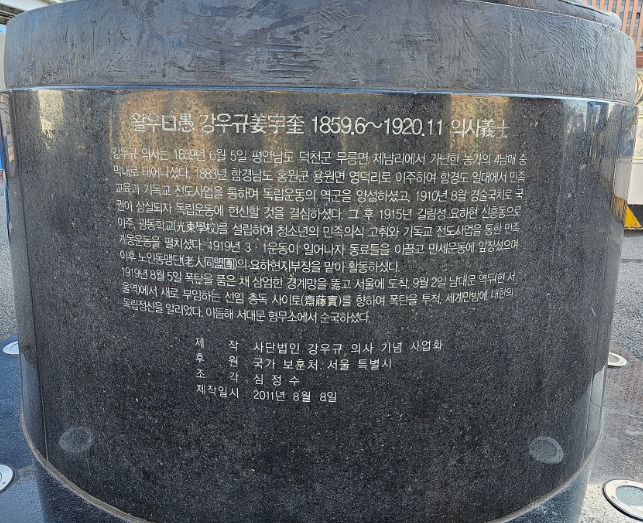 왈우曰愚 강우규姜宇奎 1859.6~1920.11 의사義士
강우규 의사는 1859년 6월 5일 평안남도 덕천군 무릉면 제남리에서 가난한 농가의 4남매 중
막내로 태어나셨다. 1883년 함경남도 홍원군 용원면 영덕리로 이주하여 함경도 일대에서 민족
교육과 기독교 전도사업을 통하여 독립운동의 역군을 양성하셨고, 1910년 8월 경술국치로 국
권이 상실되자 독립운동에 헌신할 것을 결심하셨다. 그 후 1915년 길림성 요하현 신흥동으로
이주, 광동학교(光東學校)를 설립하여 청소년의 민족의식 고취와 기독교 전도사업을 통한 민족
계몽운동을 펼치셨다. 1919년 3·1운동이 일어나자 동료들을 이끌고 만세운동에 앞장섰으며
이후 노인동맹단(老人同盟團)의 요하현지부장을 맡아 활동하셨다.
1919년 8월 5일 폭탄을 품은 채 삼엄한 경계망을 뚫고 서울에 도착, 9월 2일 남대문 역두(현 서
울역)에서 새로 부임하는 신임 총독 사이토(齋藤實)를 향하여 폭탄을 투척, 세계만방에 대한의
독립정신을 알리었다. 이듬해 서대문 형무소에서 순국하셨다.
제 작 사단법인 강우규 의사 기념 사업회
후 원 국가 보훈처 서울 특별시
조 각 심 정 수
제작일시 2011년 8월 8일